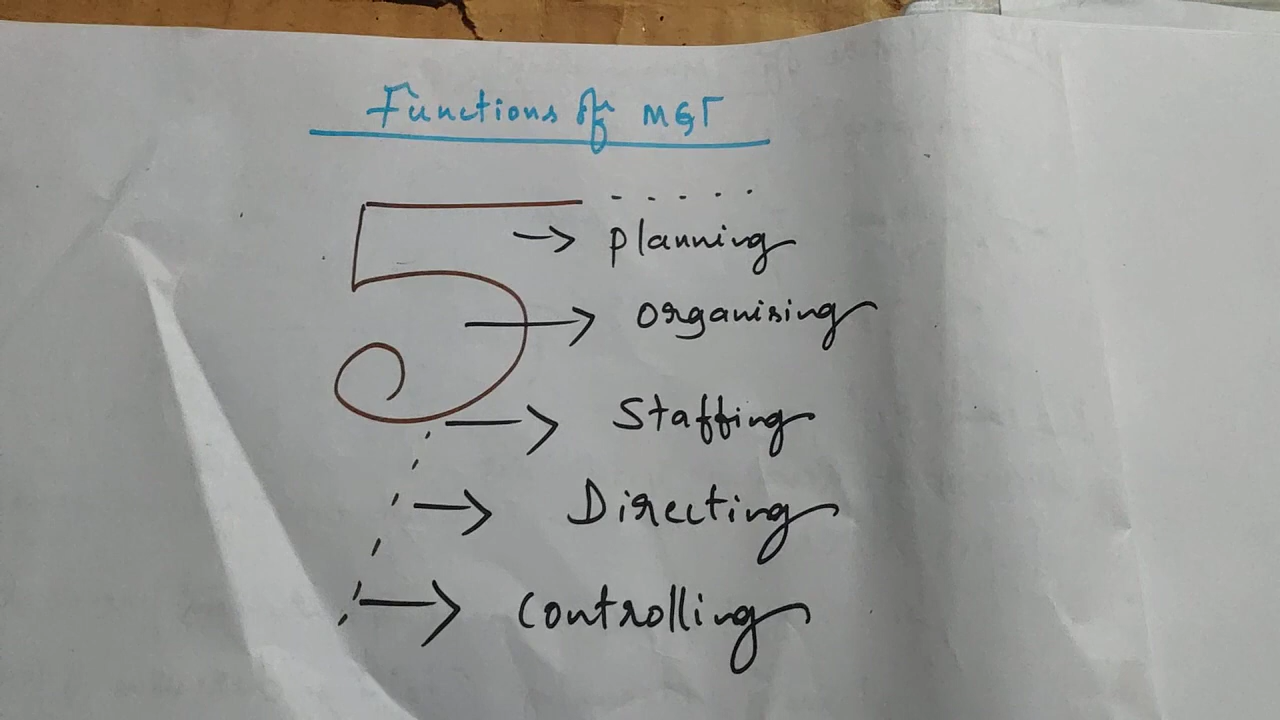 Functions of MGT
5
→ planning
→ organising
→ Staffing
→ Directing
→ Controlling